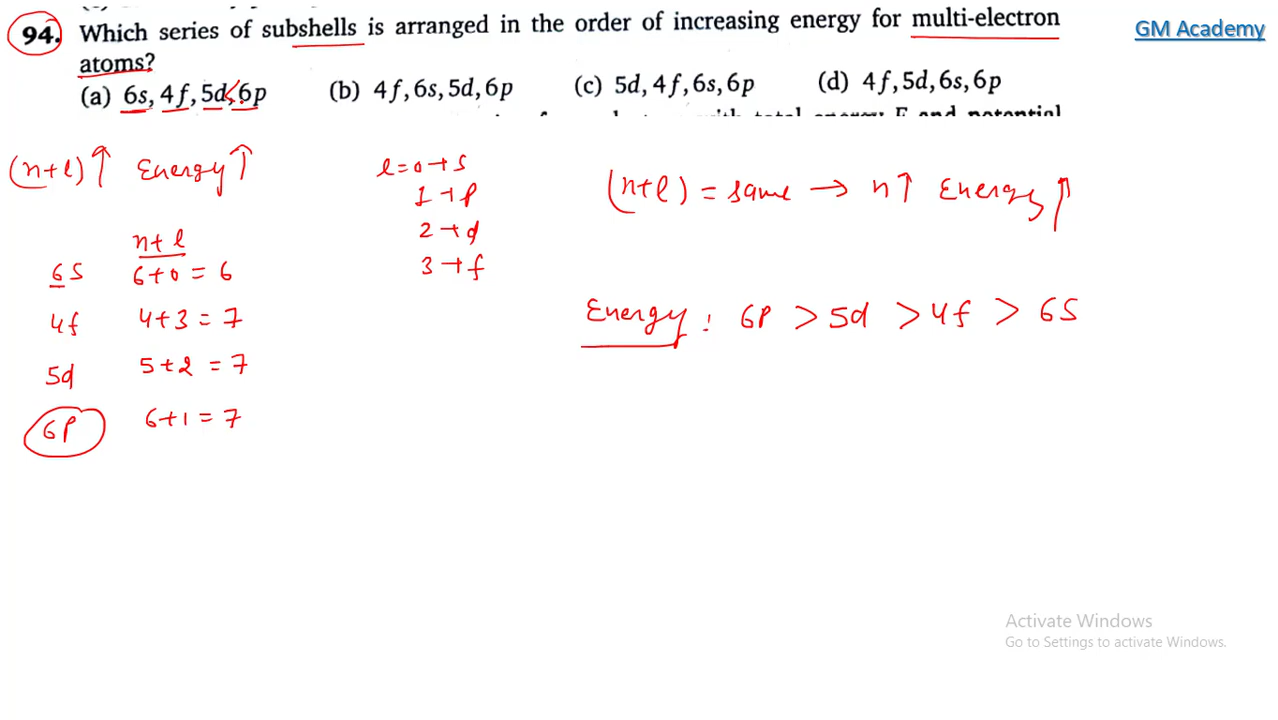 94. Which series of subshells is arranged in the order of increasing energy for multi-electron
GM Academy
atoms?
(a) 6s, 4f, 5d, 6p (b) 4f, 6s, 5d, 6p (c) 5d, 4f, 6s, 6p (d) 4f, 5d, 6s, 6p
(n+l)↑ Energy↑
l=0→s
1→p
2→d
3→f
(n+l) = same → n↑ Energy↑
n+l
6s 6+0 = 6
4f 4+3 = 7
5d 5+2 = 7
6p 6+1 = 7
Energy : 6p > 5d > 4f > 6s
Activate Windows
Go to Settings to activate Windows.